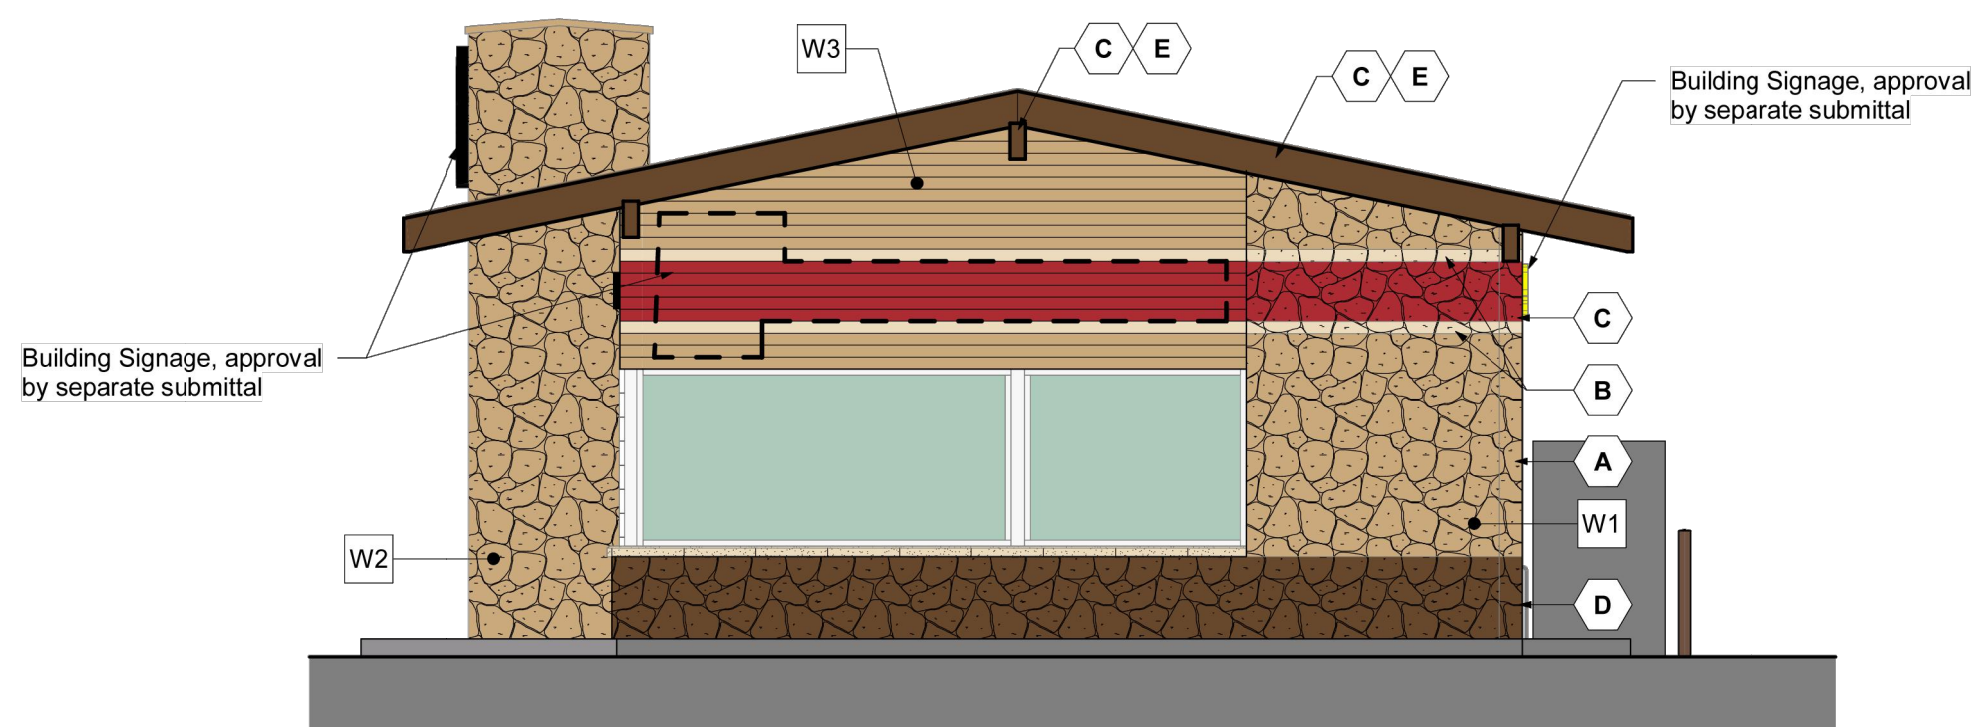 W3
C E
C E
Building Signage, approval
by separate submittal
C
Building Signage, approval
by separate submittal
B
A
W1
W2
D